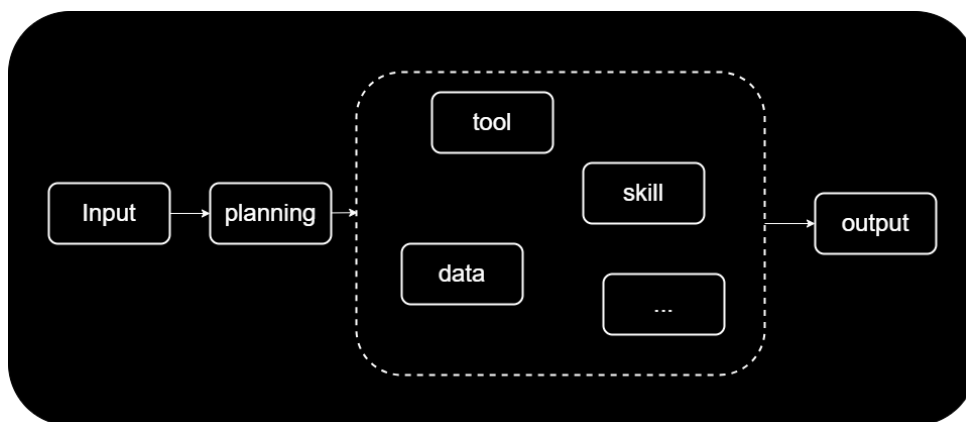 Input
planning
tool
skill
data
...
output